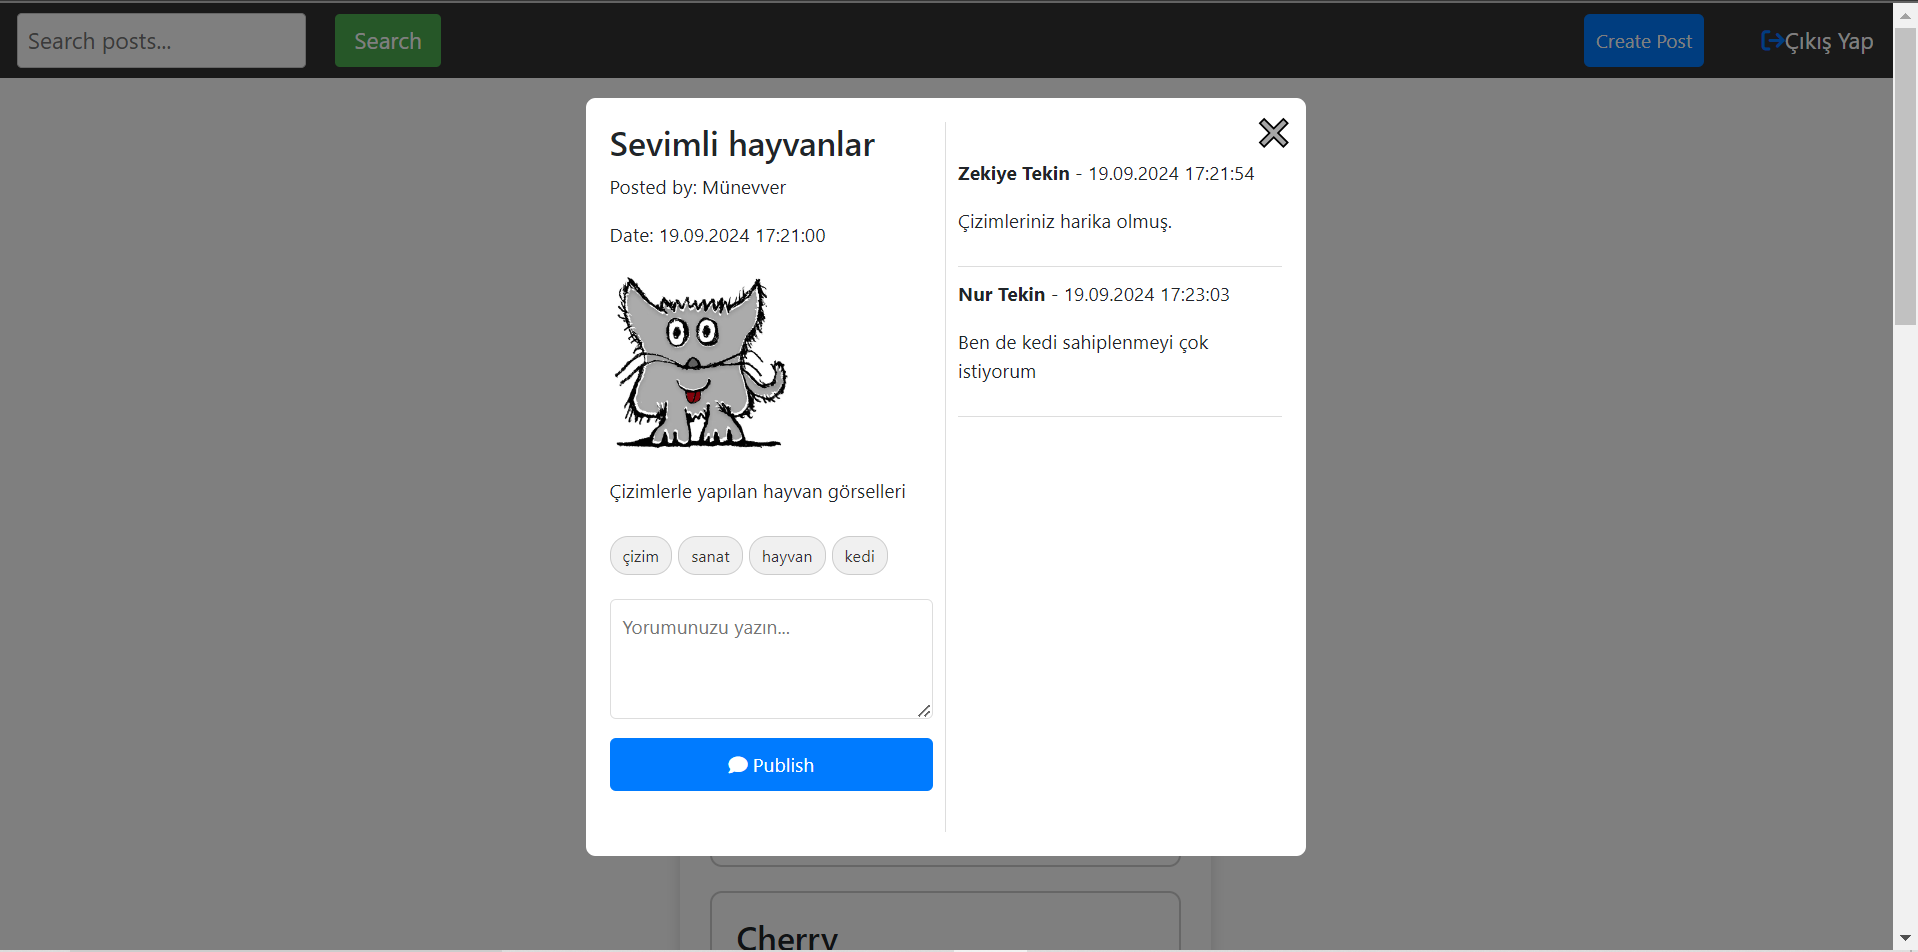 Search posts...
Search
Create Post
Çıkış Yap
Sevimli hayvanlar
Posted by: Münevver
Date: 19.09.2024 17:21:00
Çizimlerle yapılan hayvan görselleri
çizim
sanat
hayvan
kedi
Yorumunuzu yazın...
Publish
Zekiye Tekin - 19.09.2024 17:21:54
Çizimleriniz harika olmuş.
Nur Tekin - 19.09.2024 17:23:03
Ben de kedi sahiplenmeyi çok
istiyorum
Cherry